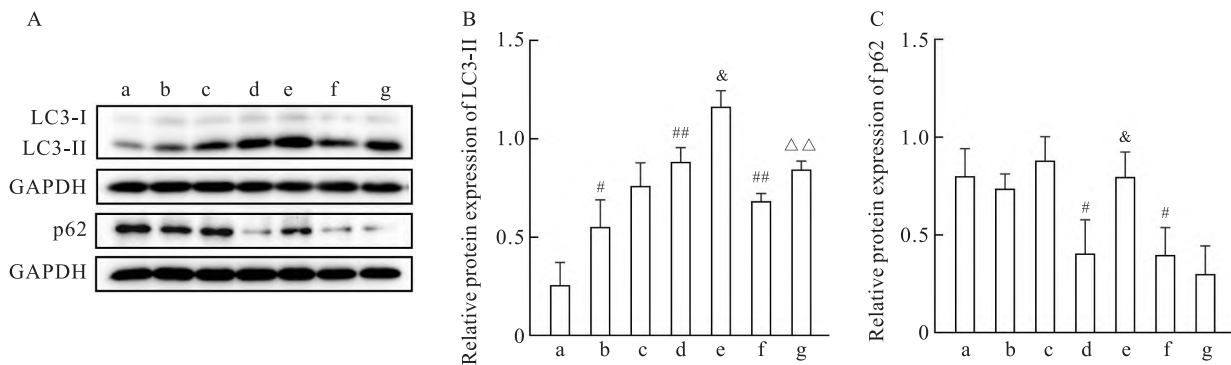 A
a b c d e f g
LC3-I
LC3-II
GAPDH
p62
GAPDH
B
Relative protein expression of LC3-II
1.5
1.0
0.5
0
#
##
&
##
△△
a b c d e f g
C
Relative protein expression of p62
1.5
1.0
0.5
0
#
&
#
a b c d e f g